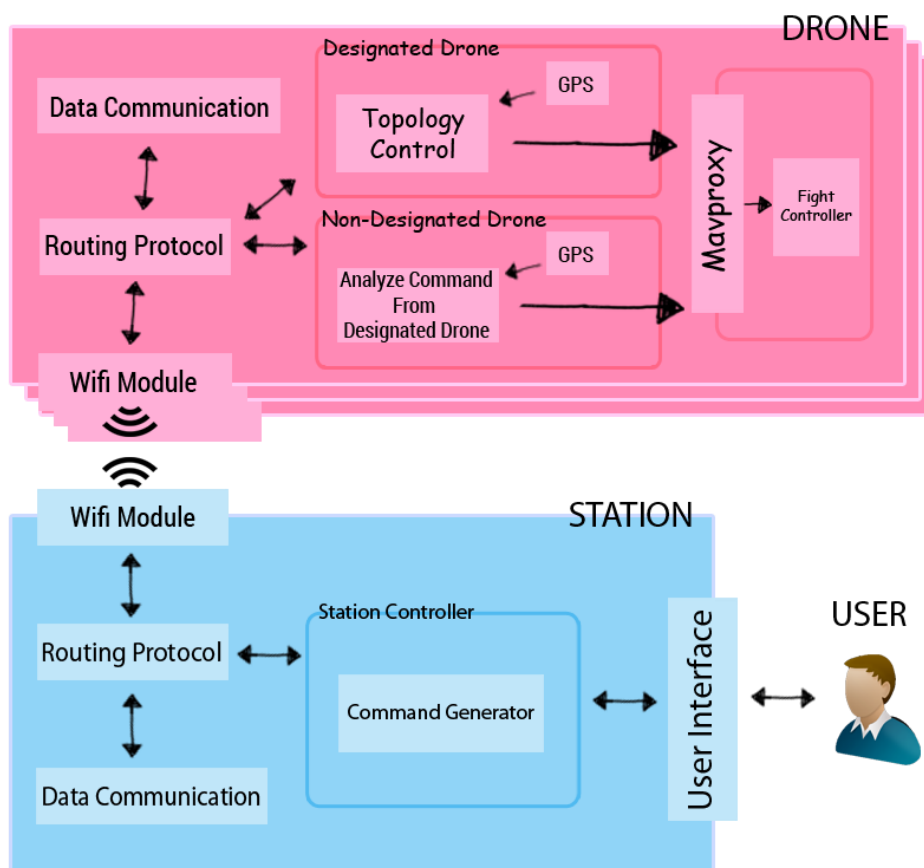 DRONE
Designated Drone
GPS
Data Communication
Topology
Control
Mavproxy
Fight
Controller
Non-Designated Drone
Routing Protocol
GPS
Analyze Command
From
Designated Drone
Wifi Module
Wifi Module
STATION
Station Controller
User Interface
USER
Routing Protocol
Command Generator
Data Communication